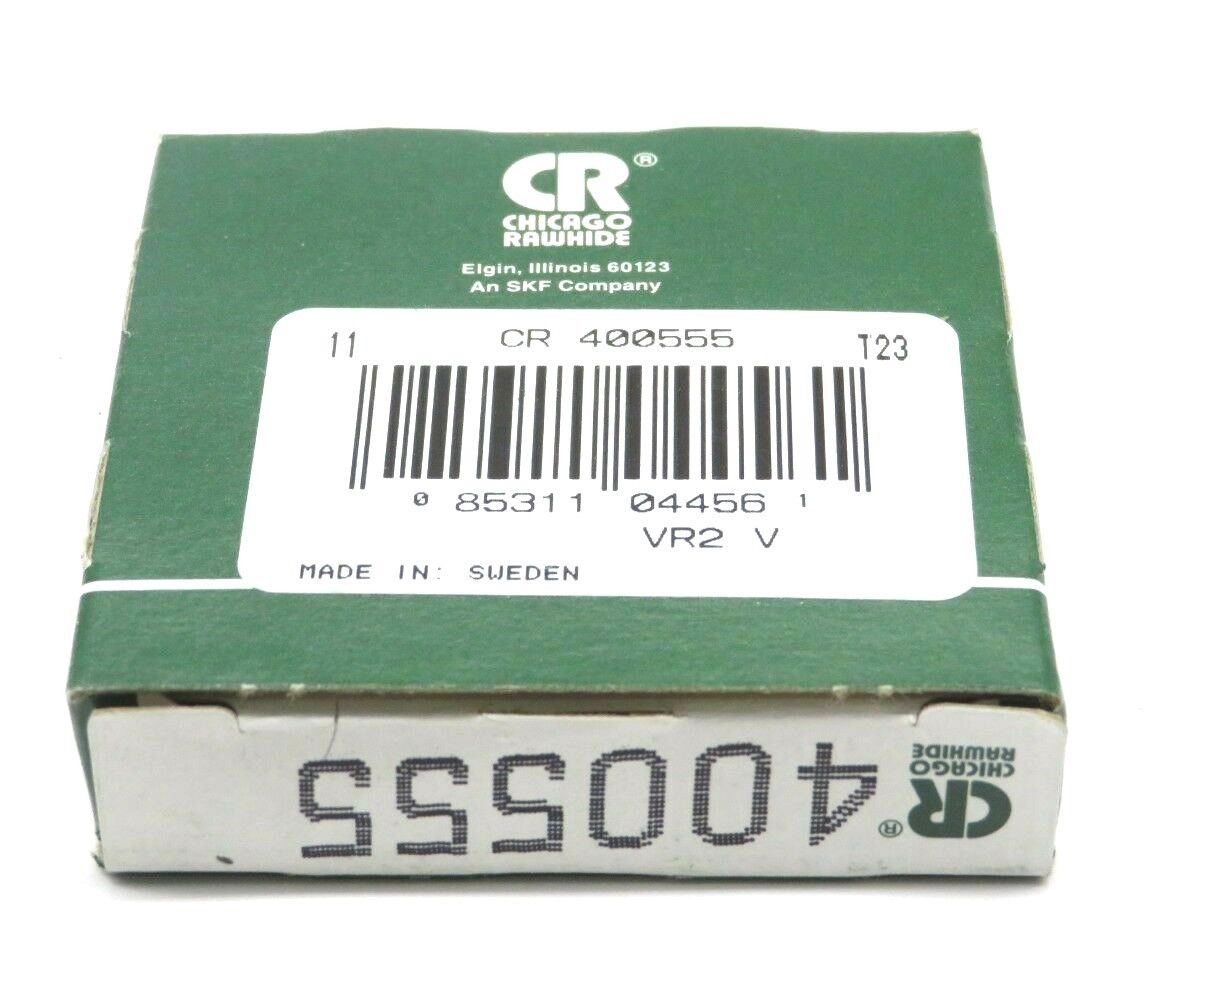 CR®
CHICAGO
RAWHIDE
Elgin, Illinois 60123
An SKF Company
11 CR 400555 T23
0 85311 04456 1
VR2 V
MADE IN: SWEDEN
CR®
CHICAGO
RAWHIDE
400555